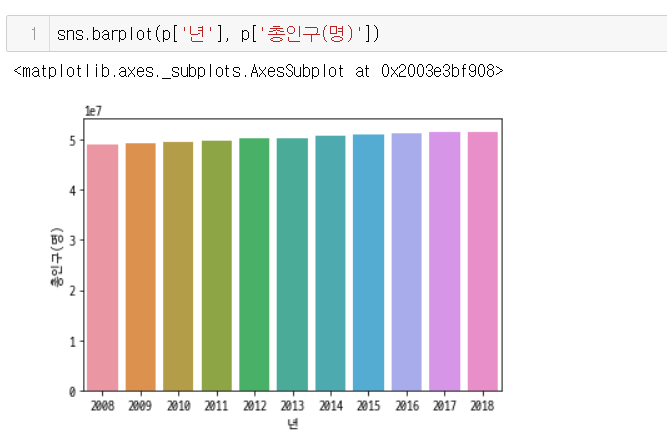 1 sns.barplot(p['년'], p['총인구(명)'])
<matplotlib.axes._subplots.AxesSubplot at 0x2003e3bf908>
1e7
5
4
3
2
1
0
총인구(명)
2008 2009 2010 2011 2012 2013 2014 2015 2016 2017 2018
년